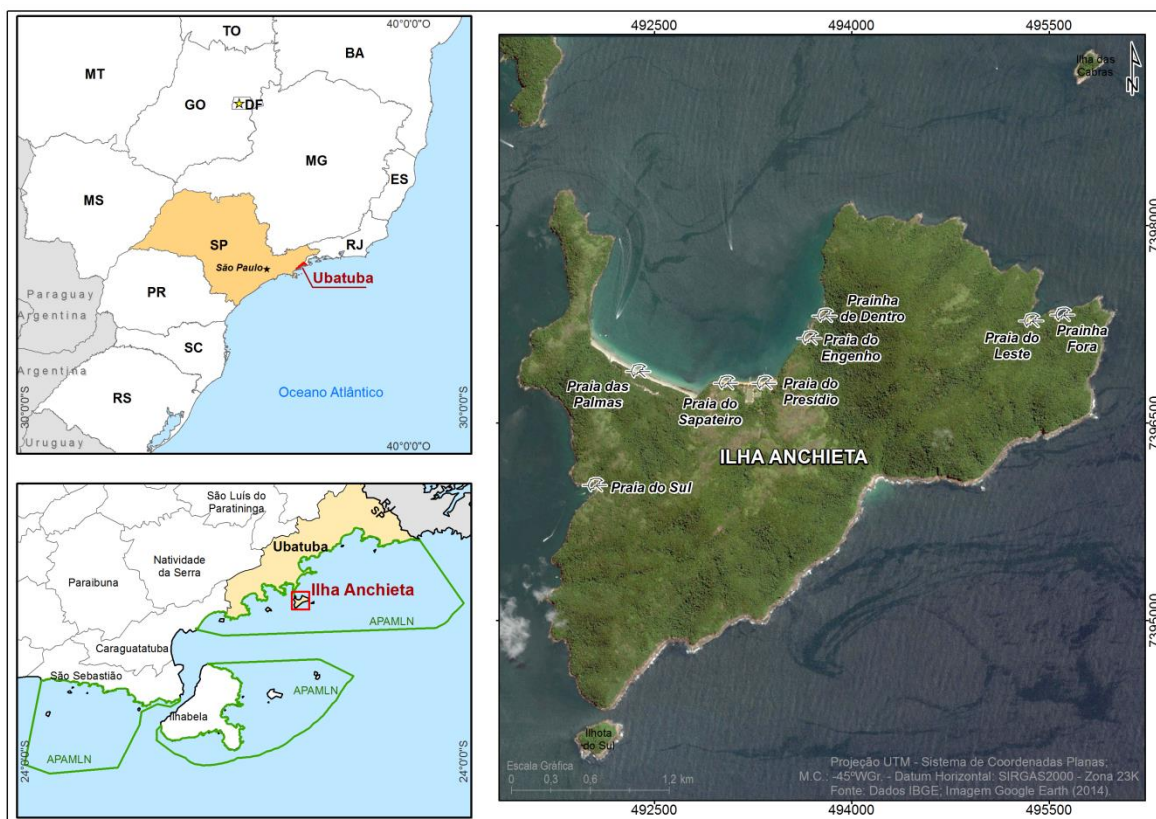 40°0'0"O
TO
BA
MT
GO
DF
MG
ES
MS
SP
RJ
São Paulo
Ubatuba
PR
Paraguay
Argentina
SC
Argentina
RS
Oceano Atlântico
Uruguay
30°0'0"S
30°0'0"S
40°0'0"O
São Luís do
Paratininga
RJ
SP
Ubatuba
Natividade
da Serra
Paraibuna
Ilha Anchieta
APAMLN
Caraguatatuba
São Sebastião
APAMLN
Ilhabela
APAMLN
24°0'0"S
24°0'0"S
492500
494000
495500
Ilha das
Cabras
N
7398000
Prainha
de Dentro
Praia do
Engenho
Praia do
Leste
Prainha
Fora
Praia das
Palmas
Praia do
Sapateiro
Praia do
Presídio
7396500
ILHA ANCHIETA
Praia do Sul
7395000
Ilhota
do Sul
Escala Gráfica
0 0,3 0,6 1,2 km
Projeção UTM - Sistema de Coordenadas Planas;
M.C.: -45ºWGr. - Datum Horizontal: SIRGAS2000 - Zona 23K
Fonte: Dados IBGE; Imagem Google Earth (2014).
492500
494000
495500